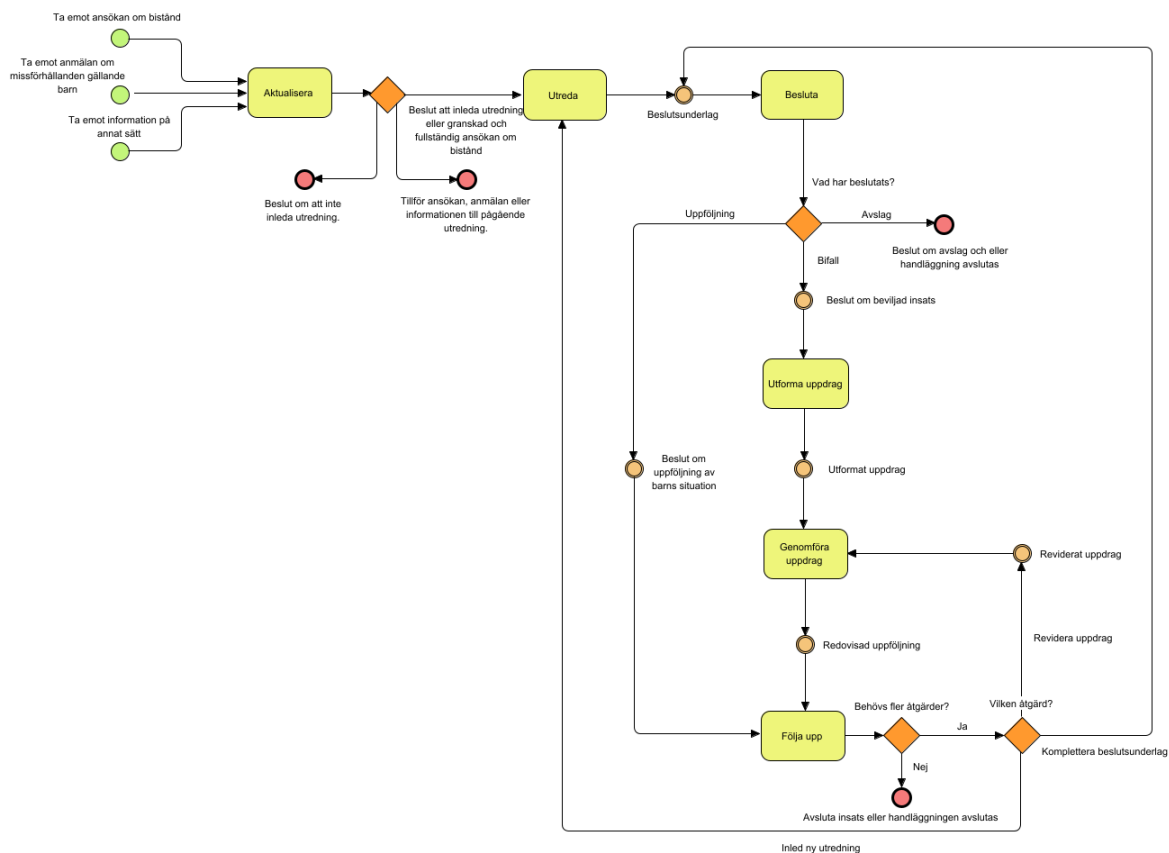 Ta emot ansökan om bistånd
Ta emot anmälan om
missförhållanden gällande
barn
Ta emot information på
annat sätt
Aktualisera
Beslut att inleda utredning
eller granskad och
fullständig ansökan om
bistånd
Beslut om att inte
inleda utredning.
Tillför ansökan, anmälan eller
informationen till pågående
utredning.
Utreda
Beslutsunderlag
Besluta
Vad har beslutats?
Uppföljning
Avslag
Beslut om avslag och eller
handläggning avslutas
Bifall
Beslut om beviljad insats
Utforma uppdrag
Beslut om
uppföljning av
barns situation
Utformat uppdrag
Genomföra
uppdrag
Reviderat uppdrag
Revidera uppdrag
Redovisad uppföljning
Följa upp
Behövs fler åtgärder?
Ja
Vilken åtgärd?
Komplettera beslutsunderlag
Nej
Avsluta insats eller handläggningen avslutas
Inled ny utredning